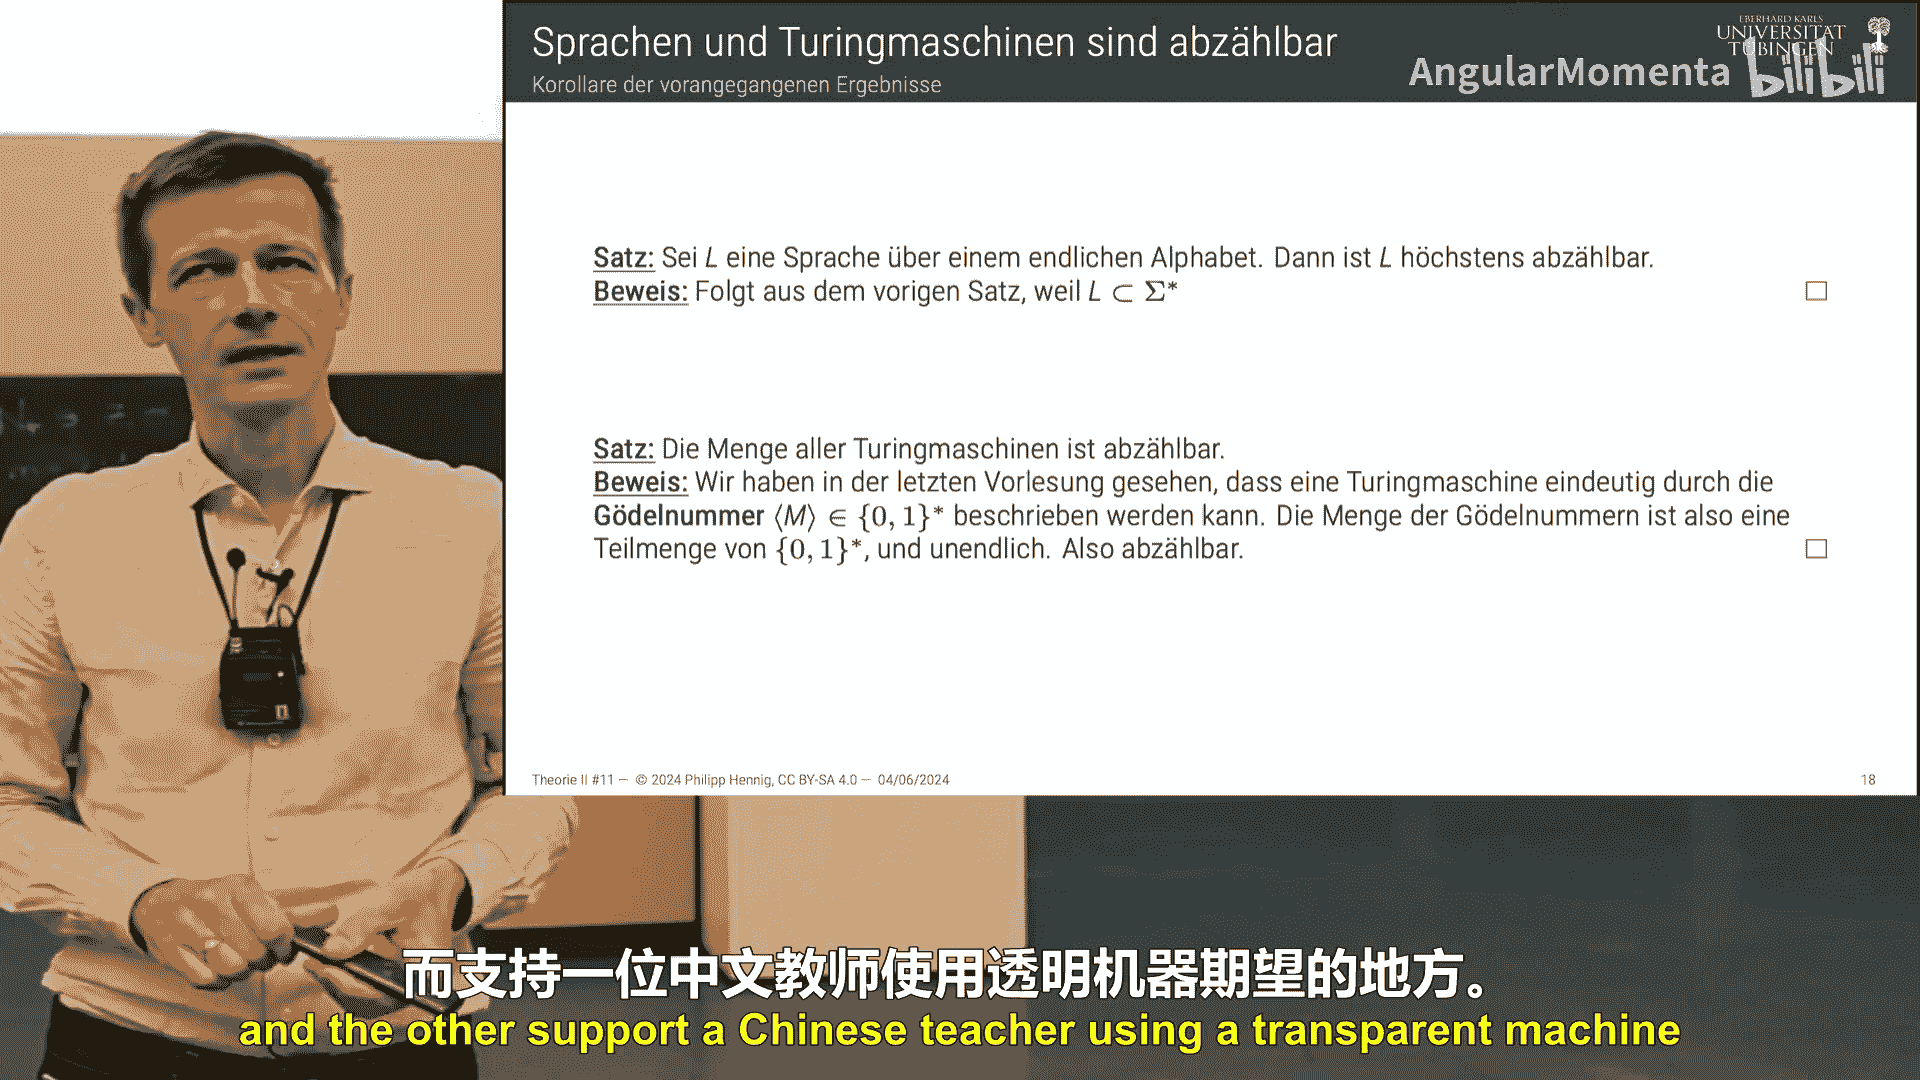 Sprachen und Turingmaschinen sind abzählbar
Korollare der vorangegangenen Ergebnisse
EBERHARD KARLS
UNIVERSITÄT
TÜBINGEN
AngularMomenta
bilibili
Satz: Sei L eine Sprache über einem endlichen Alphabet. Dann ist L höchstens abzählbar.
Beweis: Folgt aus dem vorigen Satz, weil L ⊂ Σ* □
Satz: Die Menge aller Turingmaschinen ist abzählbar.
Beweis: Wir haben in der letzten Vorlesung gesehen, dass eine Turingmaschine eindeutig durch die
Gödelnummer ⟨M⟩ ∈ {0, 1}* beschrieben werden kann. Die Menge der Gödelnummern ist also eine
Teilmenge von {0, 1}*, und unendlich. Also abzählbar. □
Theorie II #11 — © 2024 Philipp Hennig, CC BY-SA 4.0 — 04/06/2024
18
而支持一位中文教师使用透明机器期望的地方。
and the other support a Chinese teacher using a transparent machine